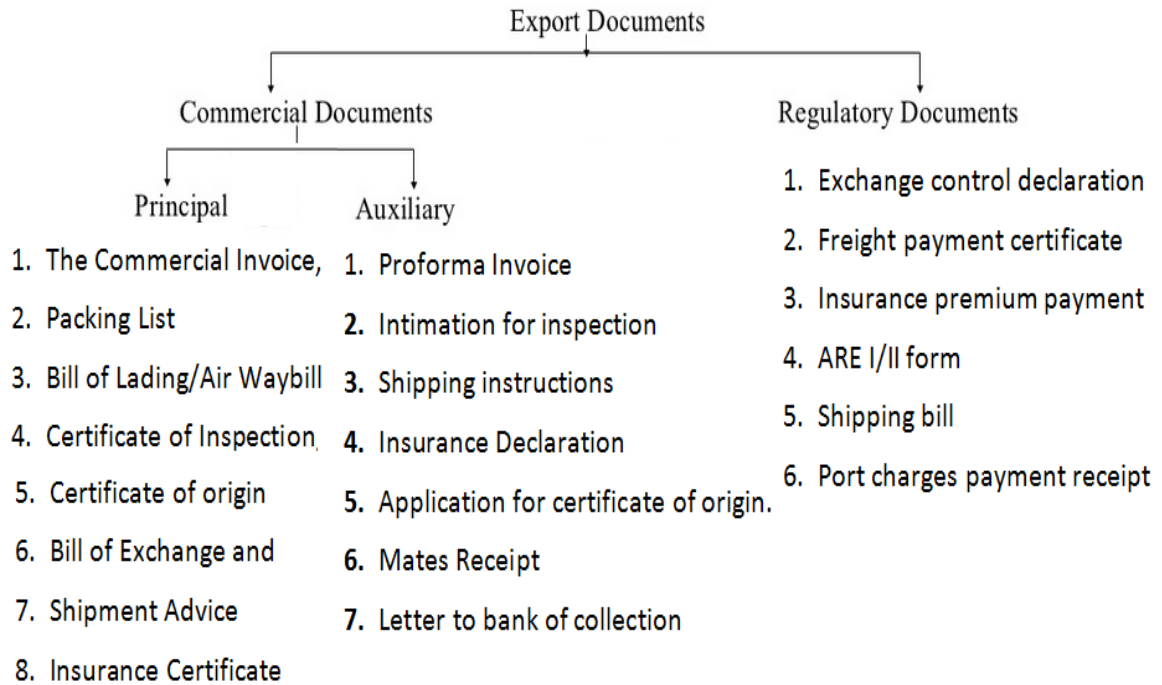 Export Documents
Commercial Documents
Regulatory Documents
Principal
Auxiliary
1. The Commercial Invoice,
2. Packing List
3. Bill of Lading/Air Waybill
4. Certificate of Inspection
5. Certificate of origin
6. Bill of Exchange and
7. Shipment Advice
8. Insurance Certificate
1. Proforma Invoice
2. Intimation for inspection
3. Shipping instructions
4. Insurance Declaration
5. Application for certificate of origin.
6. Mates Receipt
7. Letter to bank of collection
1. Exchange control declaration
2. Freight payment certificate
3. Insurance premium payment
4. ARE I/II form
5. Shipping bill
6. Port charges payment receipt